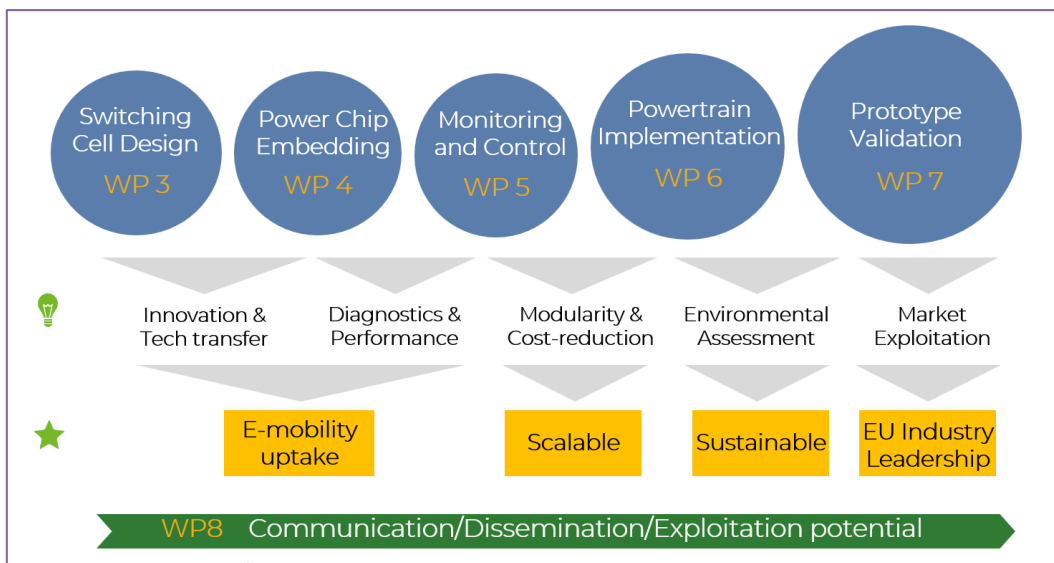 Switching
Cell Design
WP 3
Power Chip
Embedding
WP 4
Monitoring
and Control
WP 5
Powertrain
Implementation
WP 6
Prototype
Validation
WP 7
Innovation &
Tech transfer
Diagnostics &
Performance
Modularity &
Cost-reduction
Environmental
Assessment
Market
Exploitation
E-mobility
uptake
Scalable
Sustainable
EU Industry
Leadership
WP8 Communication/Dissemination/Exploitation potential